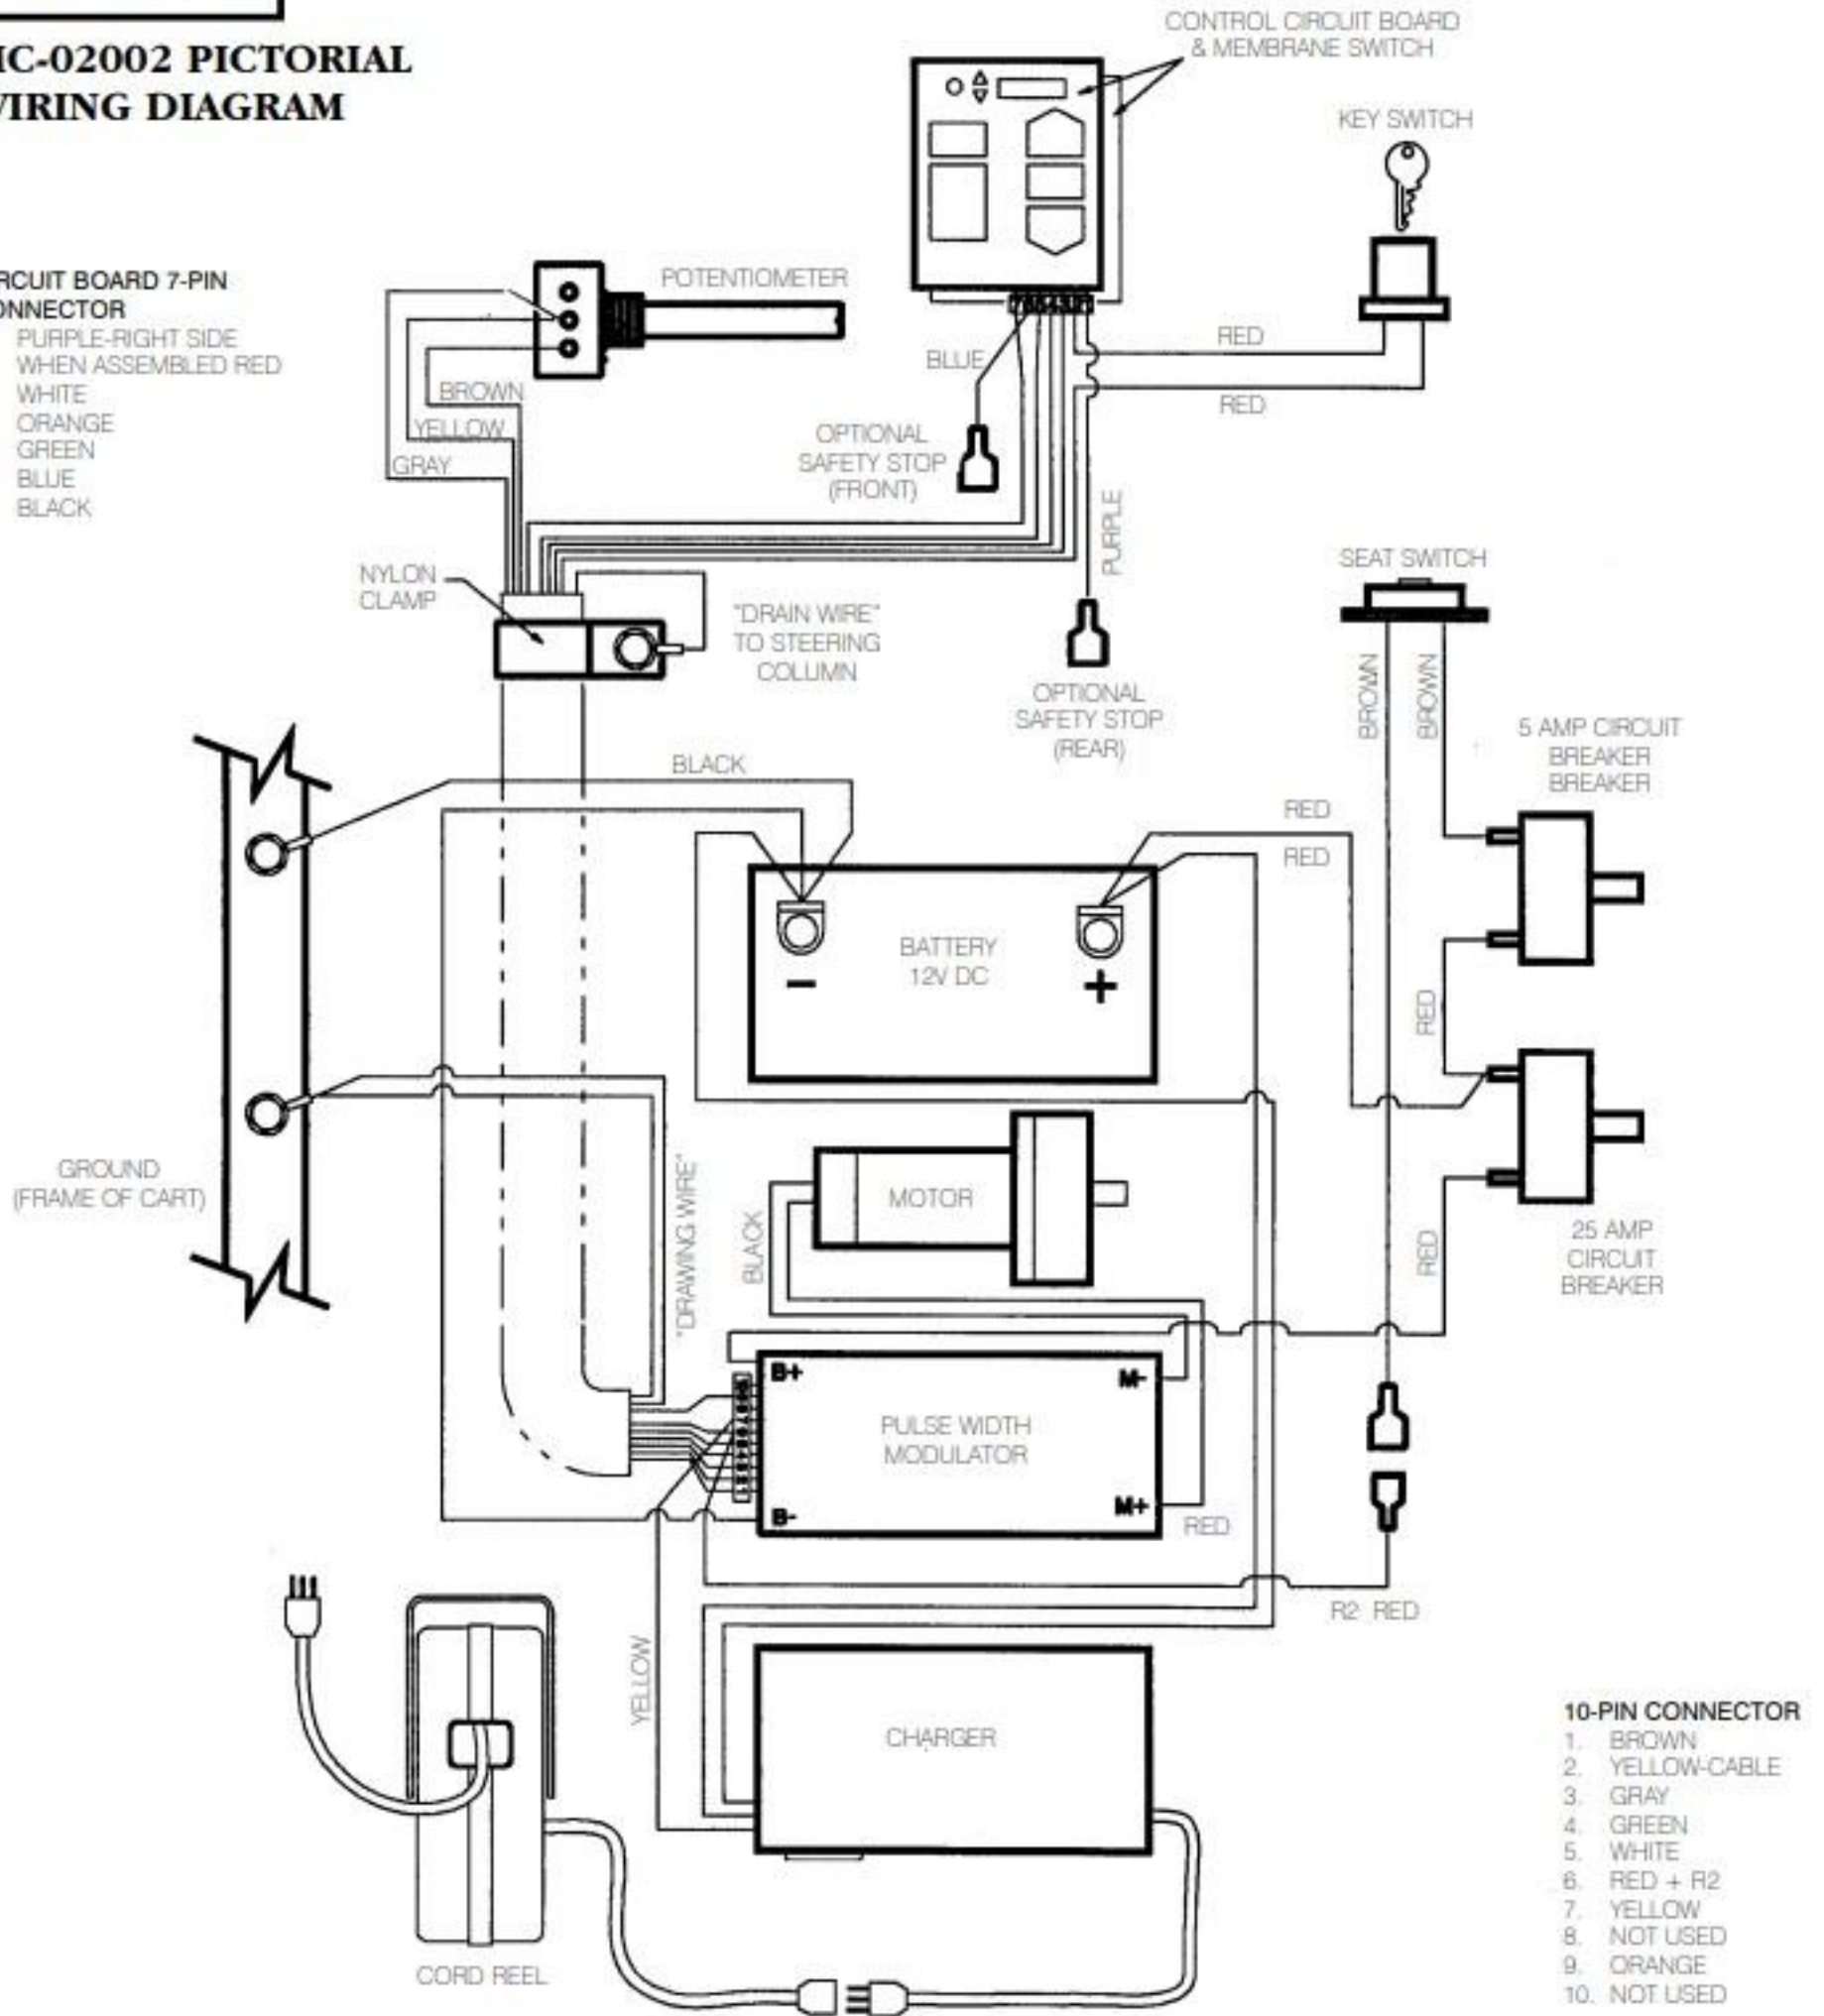 IC-02002 PICTORIAL
WIRING DIAGRAM
CONTROL CIRCUIT BOARD
& MEMBRANE SWITCH
KEY SWITCH
RCUIT BOARD 7-PIN
ONNECTOR
PURPLE-RIGHT SIDE
WHEN ASSEMBLED RED
WHITE
ORANGE
GREEN
BLUE
BLACK
POTENTIOMETER
BROWN
YELLOW
GRAY
BLUE
RED
RED
OPTIONAL
SAFETY STOP
(FRONT)
PURPLE
NYLON
CLAMP
"DRAIN WIRE"
TO STEERING
COLUMN
OPTIONAL
SAFETY STOP
(REAR)
SEAT SWITCH
BROWN
BROWN
5 AMP CIRCUIT
BREAKER
BREAKER
BLACK
RED
RED
BATTERY
12V DC
–
+
RED
GROUND
(FRAME OF CART)
"DRAWING WIRE"
BLACK
MOTOR
RED
25 AMP
CIRCUIT
BREAKER
B+
M-
PULSE WIDTH
MODULATOR
B-
M+
RED
R2 RED
YELLOW
CHARGER
CORD REEL
10-PIN CONNECTOR
1. BROWN
2. YELLOW-CABLE
3. GRAY
4. GREEN
5. WHITE
6. RED + R2
7. YELLOW
8. NOT USED
9. ORANGE
10. NOT USED